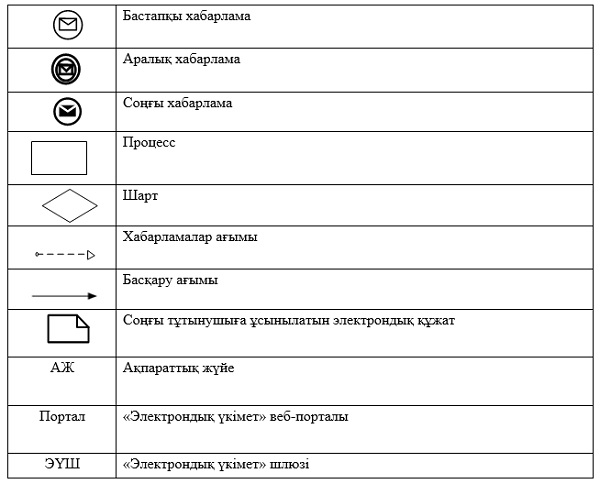 Бастапқы хабарлама
Аралық хабарлама
Соңғы хабарлама
Процесс
Шарт
Хабарламалар ағымы
Басқару ағымы
Соңғы тұтынушыға ұсынылатын электрондық құжат
АЖ Ақпараттық жүйе
Портал «Электрондық үкімет» веб-порталы
ЭҮШ «Электрондық үкімет» шлюзі